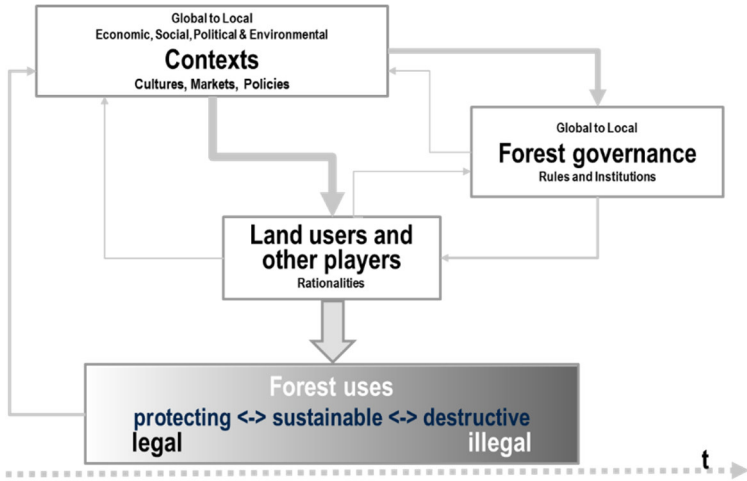 Global to Local
Economic, Social, Political & Environmental
Contexts
Cultures, Markets, Policies
Global to Local
Forest governance
Rules and Institutions
Land users and
other players
Rationalities
Forest uses
protecting <-> sustainable <-> destructive
legal illegal
t